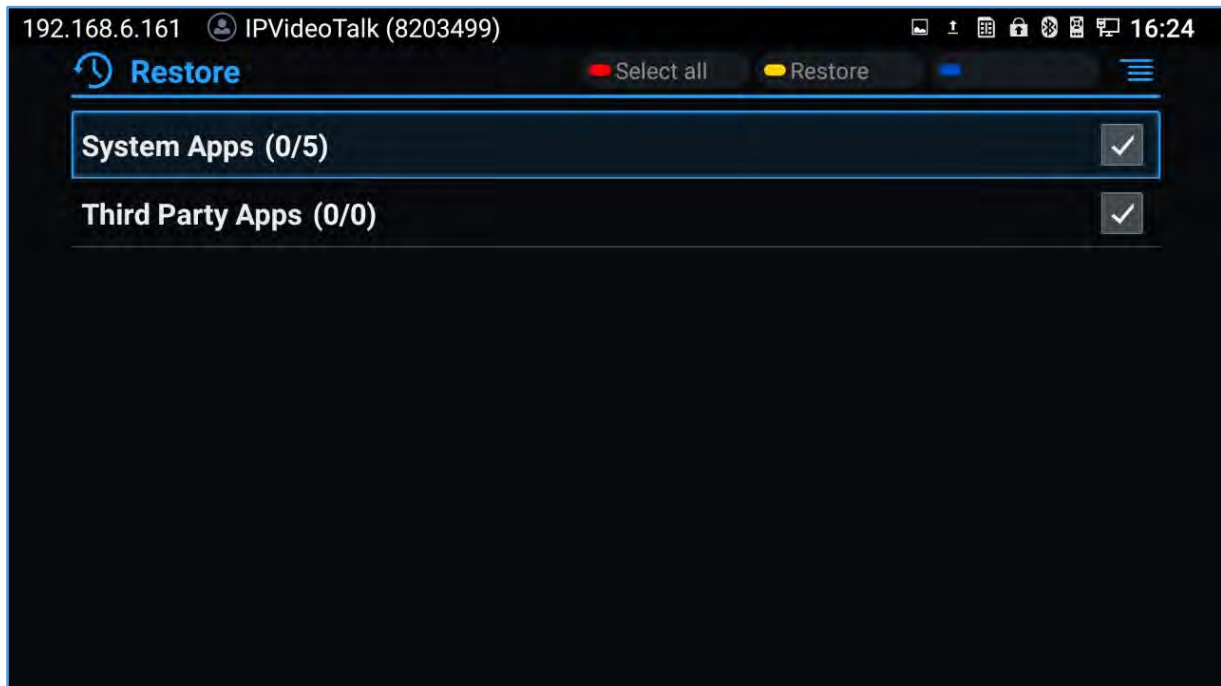 192.168.6.161 IPVideoTalk (8203499) 16:24
Restore Select all Restore
System Apps (0/5)
Third Party Apps (0/0)